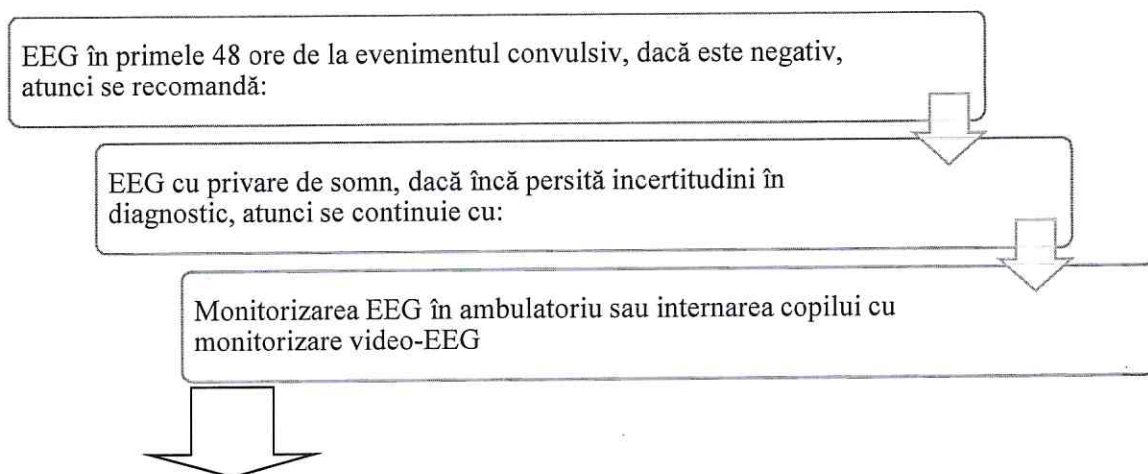 EEG în primele 48 ore de la evenimentul convulsiv, dacă este negativ,
atunci se recomandă:
EEG cu privare de somn, dacă încă persită incertitudini în
diagnostic, atunci se continuie cu:
Monitorizarea EEG în ambulatoriu sau internarea copilului cu
monitorizare video-EEG